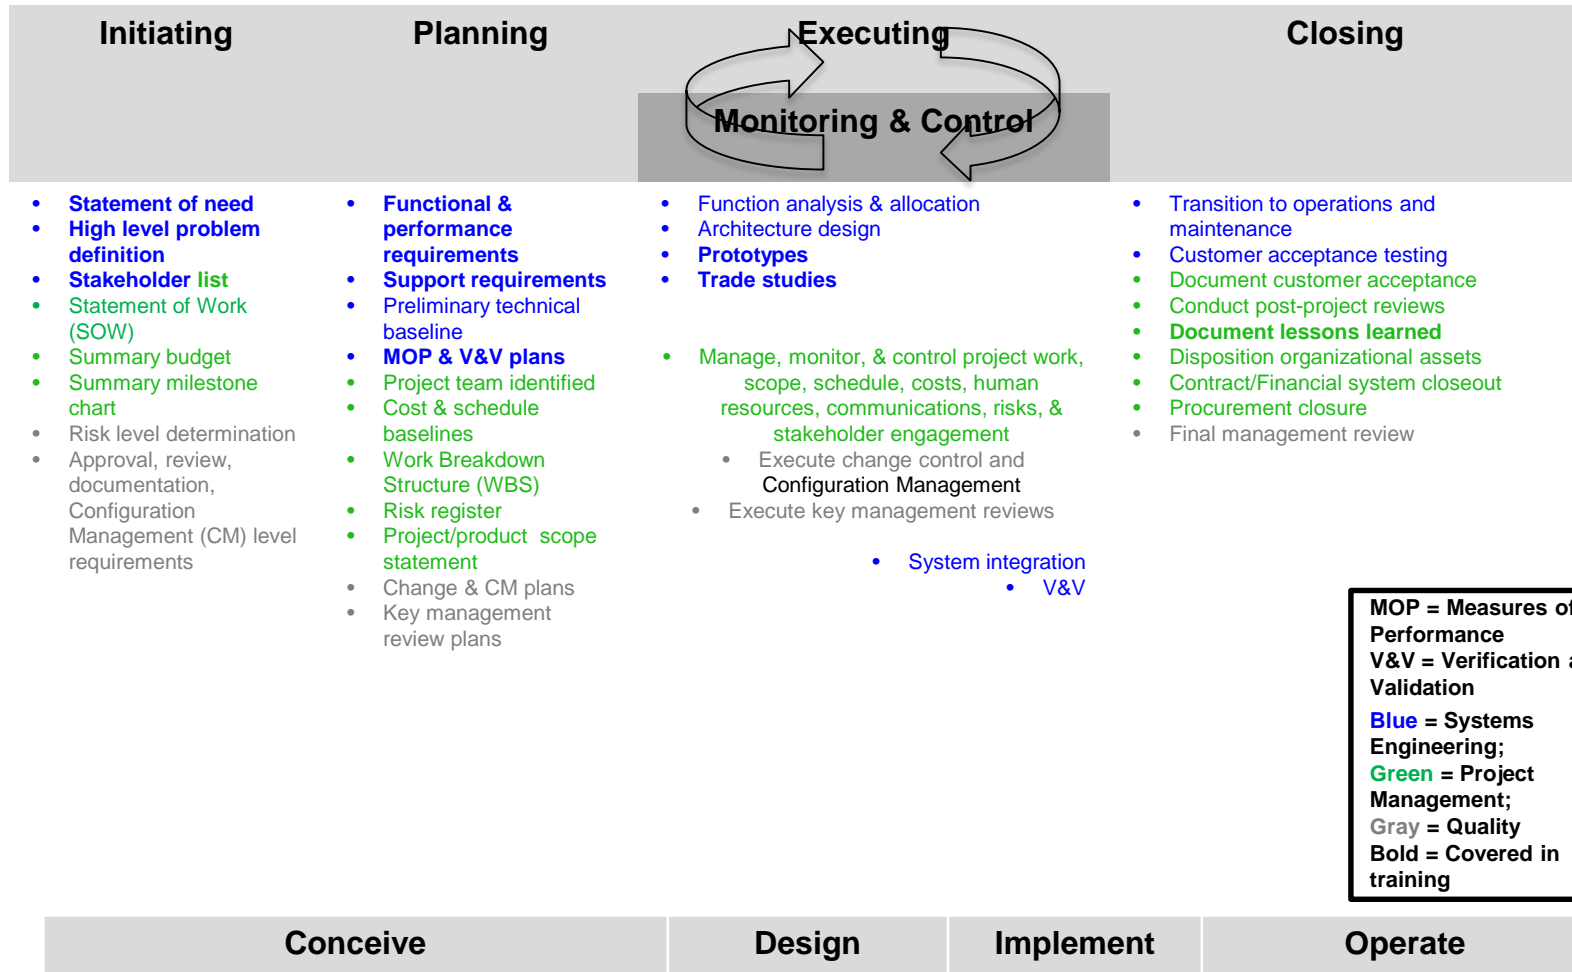 Initiating
Planning
Executing
Closing
Monitoring & Control
• Statement of need
• High level problem
definition
• Stakeholder list
• Statement of Work
(SOW)
• Summary budget
• Summary milestone
chart
• Risk level determination
• Approval, review,
documentation,
Configuration
Management (CM) level
requirements
• Functional &
performance
requirements
• Support requirements
• Preliminary technical
baseline
• MOP & V&V plans
• Project team identified
• Cost & schedule
baselines
• Work Breakdown
Structure (WBS)
• Risk register
• Project/product scope
statement
• Change & CM plans
• Key management
review plans
• Function analysis & allocation
• Architecture design
• Prototypes
• Trade studies
• Manage, monitor, & control project work,
scope, schedule, costs, human
resources, communications, risks, &
stakeholder engagement
• Execute change control and
Configuration Management
• Execute key management reviews
• System integration
• V&V
• Transition to operations and
maintenance
• Customer acceptance testing
• Document customer acceptance
• Conduct post-project reviews
• Document lessons learned
• Disposition organizational assets
• Contract/Financial system closeout
• Procurement closure
• Final management review
MOP = Measures of
Performance
V&V = Verification
Validation
Blue = Systems
Engineering;
Green = Project
Management;
Gray = Quality
Bold = Covered in
training
Conceive
Design
Implement
Operate